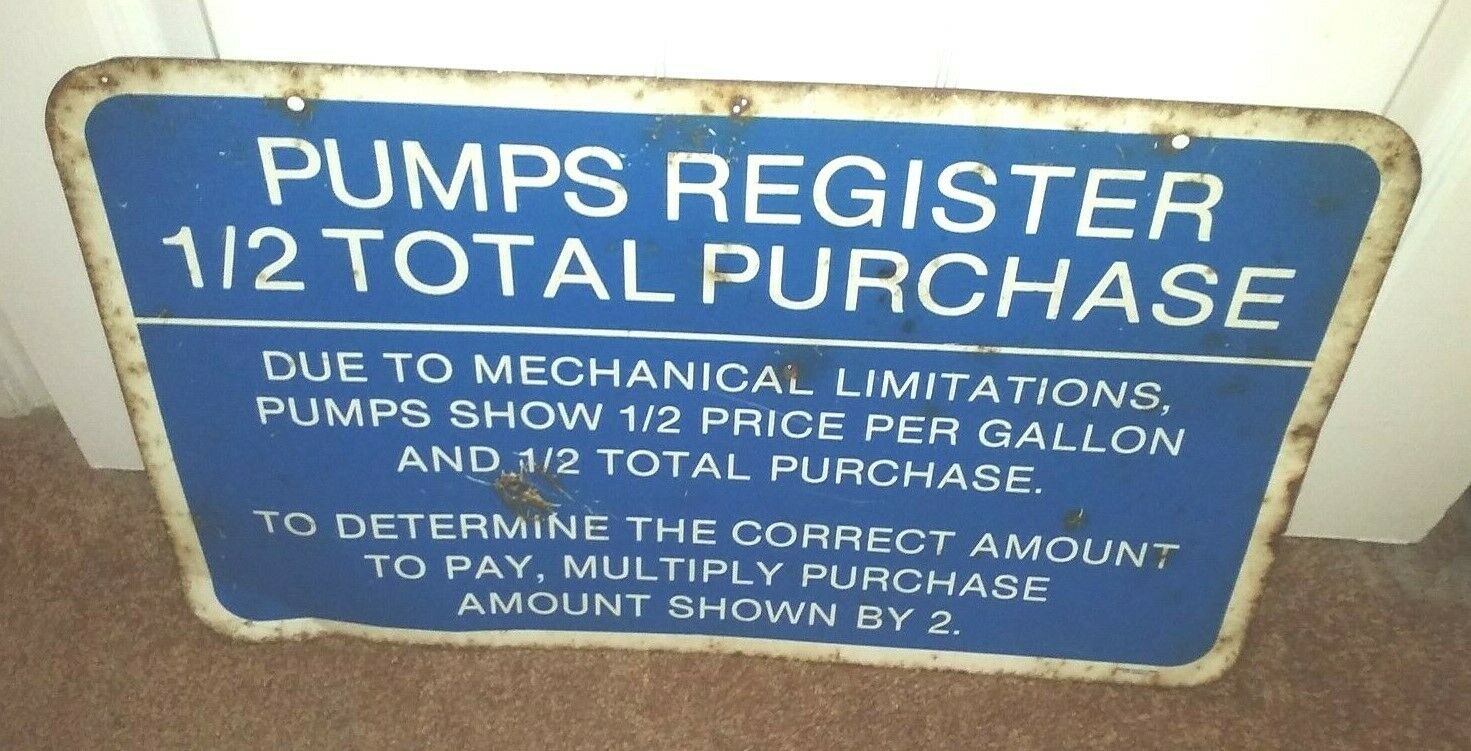 PUMPS REGISTER
1/2 TOTAL PURCHASE
DUE TO MECHANICAL LIMITATIONS,
PUMPS SHOW 1/2 PRICE PER GALLON
AND 1/2 TOTAL PURCHASE.
TO DETERMINE THE CORRECT AMOUNT
TO PAY, MULTIPLY PURCHASE
AMOUNT SHOWN BY 2.